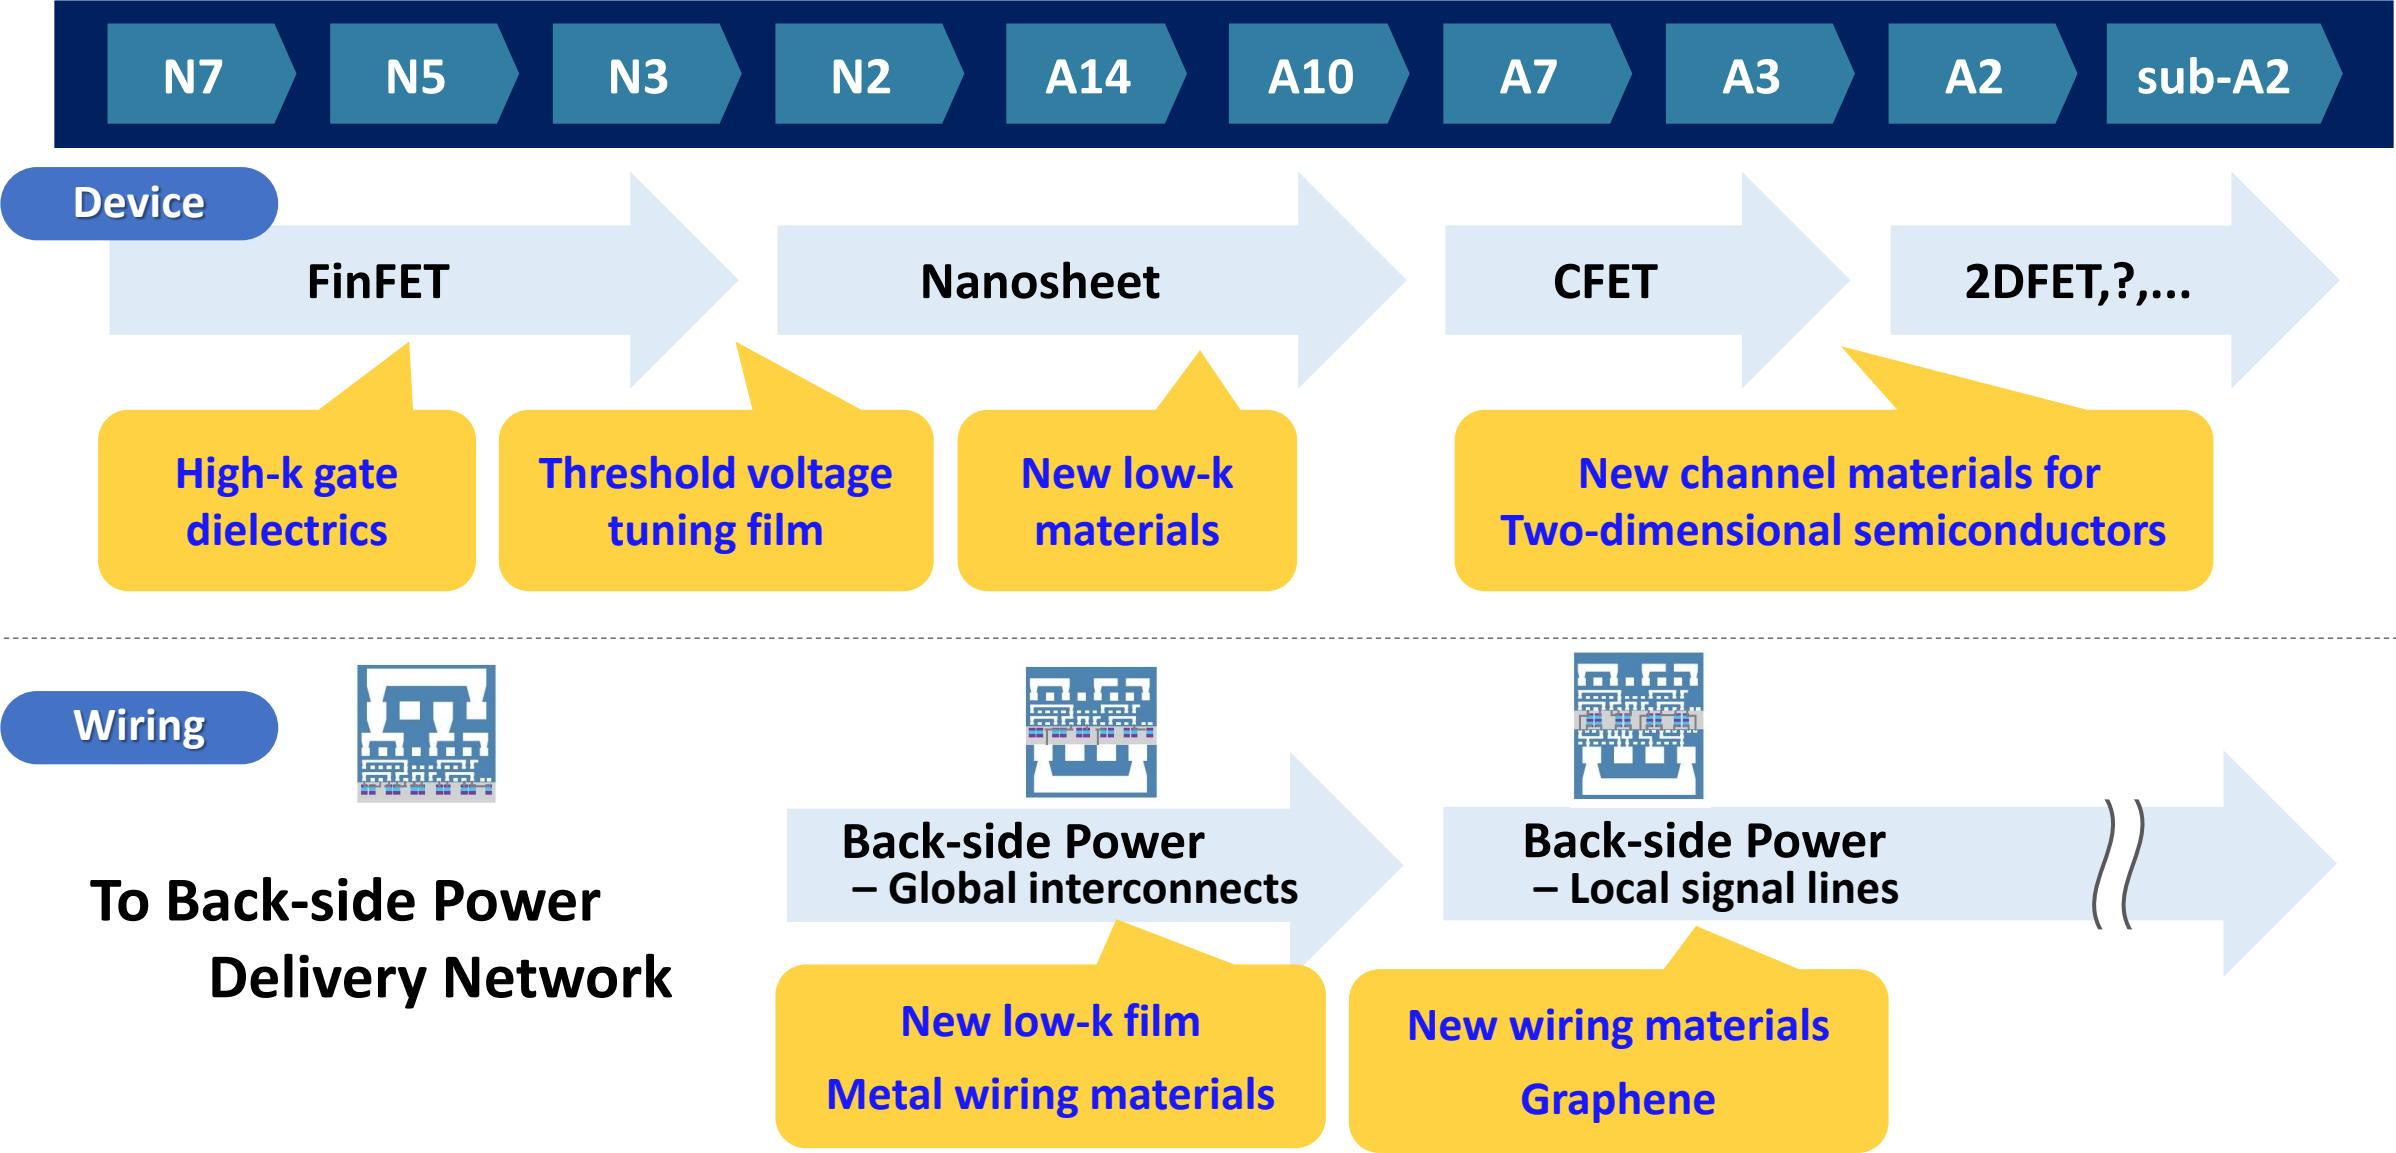 N7 N5 N3 N2 A14 A10 A7 A3 A2 sub-A2
Device
FinFET
Nanosheet
CFET
2DFET,?,...
High-k gate
dielectrics
Threshold voltage
tuning film
New low-k
materials
New channel materials for
Two-dimensional semiconductors
Wiring
To Back-side Power
Delivery Network
Back-side Power
– Global interconnects
Back-side Power
– Local signal lines
New low-k film
Metal wiring materials
New wiring materials
Graphene